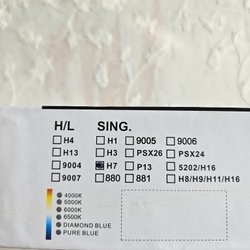 H/L SING.
H4 H1 9005 9006
H13 H3 PSX26 PSX24
9004 H7 P13 5202/H16
9007 880 881 H8/H9/H11/H16
4000K
5000K
6000K
6500K
DIAMOND BLUE
PURE BLUE